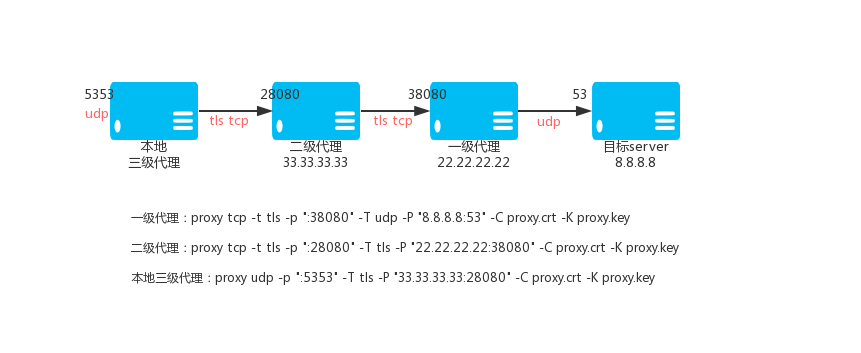 5353 28080 38080 53
udp tls tcp tls tcp udp
本地 二级代理 一级代理 目标server
三级代理 33.33.33.33 22.22.22.22 8.8.8.8
一级代理：proxy tcp -t tls -p ":38080" -T udp -P "8.8.8.8:53" -C proxy.crt -K proxy.key
二级代理：proxy tcp -t tls -p ":28080" -T tls -P "22.22.22.22:38080" -C proxy.crt -K proxy.key
本地三级代理：proxy udp -p ":5353" -T tls -P "33.33.33.33:28080" -C proxy.crt -K proxy.key